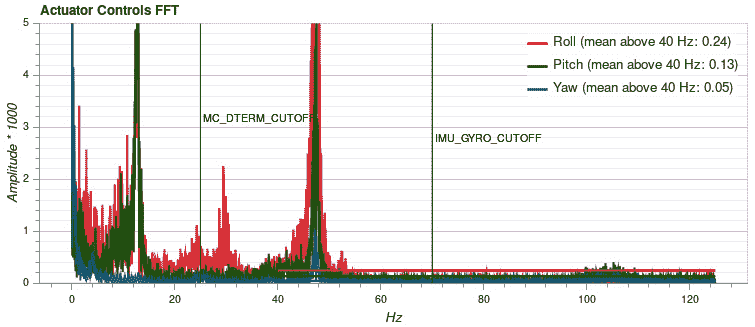 Actuator Controls FFT
Amplitude * 1000
5
4
3
2
1
0
Roll (mean above 40 Hz: 0.24)
Pitch (mean above 40 Hz: 0.13)
Yaw (mean above 40 Hz: 0.05)
MC_DTERM_CUTOFF
IMU_GYRO_CUTOFF
0 20 40 60 80 100 120
Hz